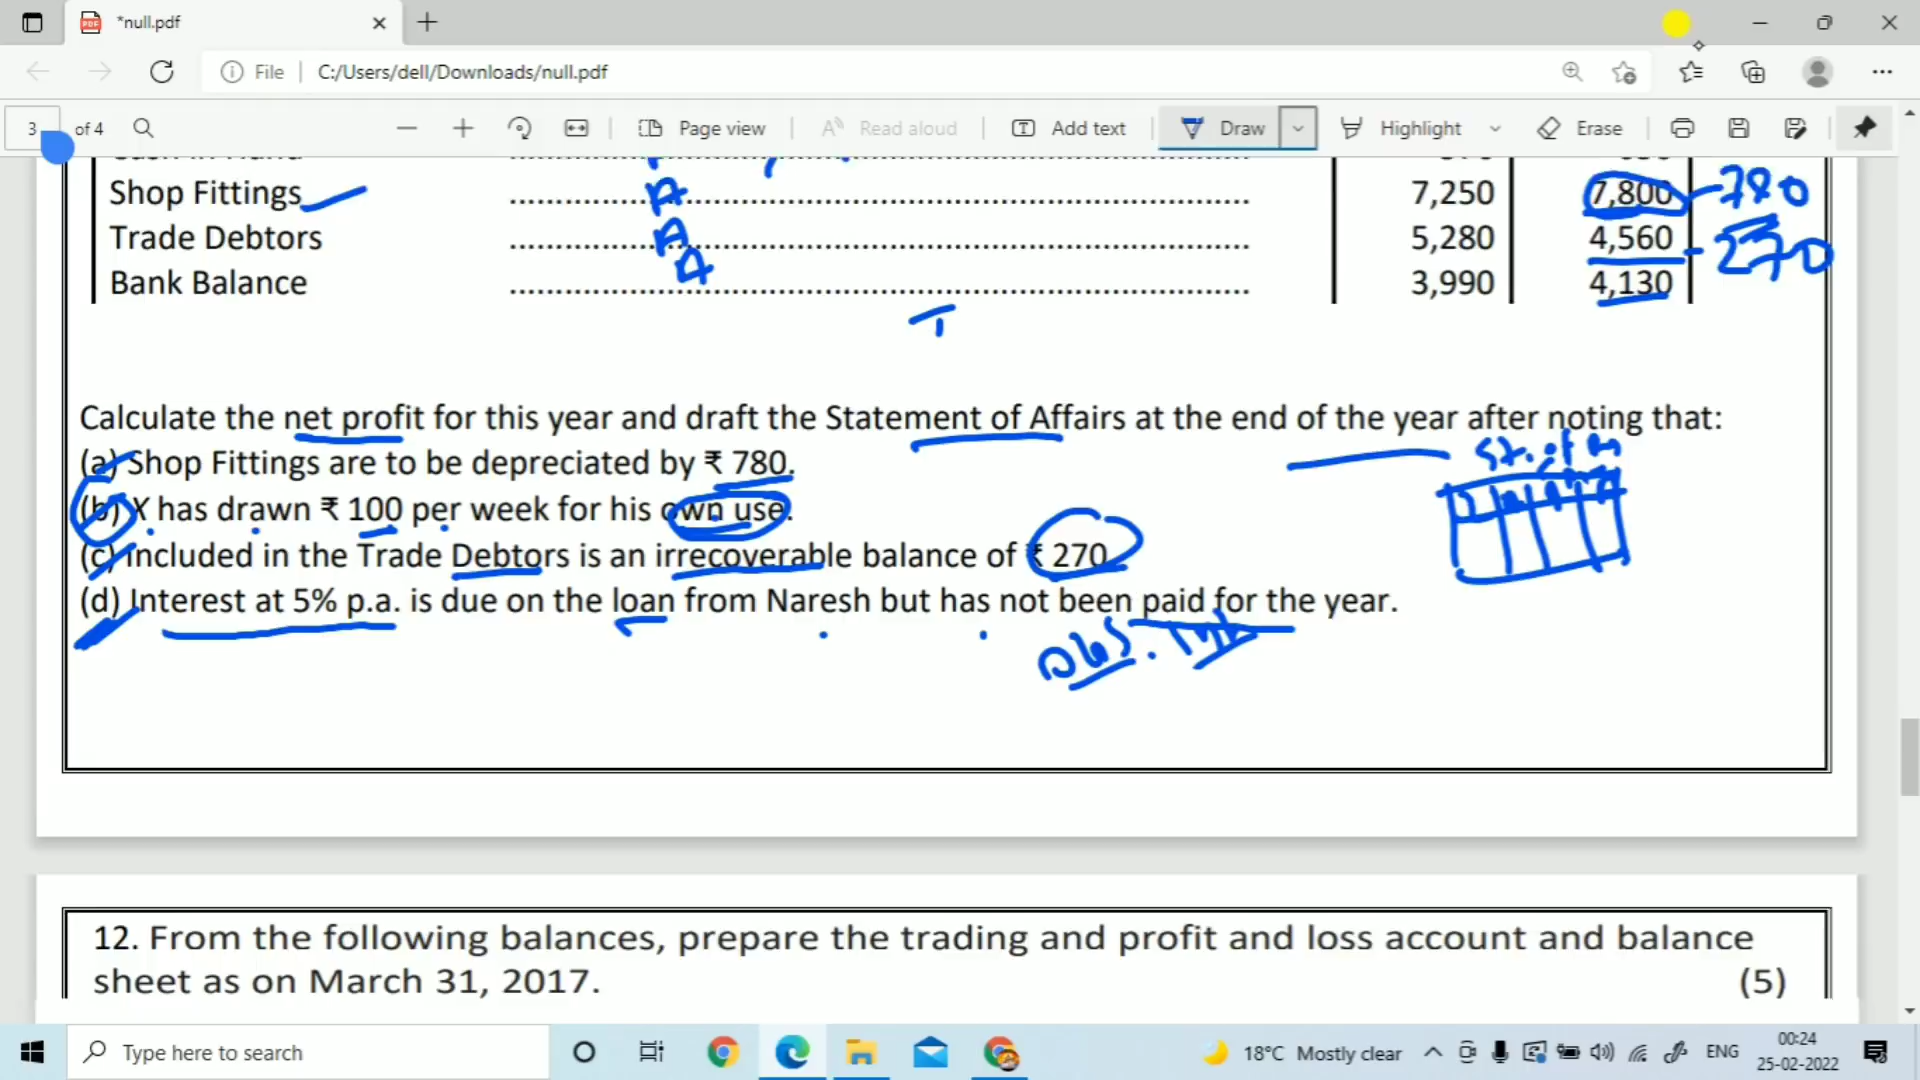 *null.pdf
File
C:/Users/dell/Downloads/null.pdf
3 of 4
Page view
Read aloud
Add text
Draw
Highlight
Erase
Shop Fittings ........ 7,250 7,800 - 780
Trade Debtors ........ 5,280 4,560 - 270
Bank Balance ........ 3,990 4,130
Calculate the net profit for this year and draft the Statement of Affairs at the end of the year after noting that:
(a) Shop Fittings are to be depreciated by ₹ 780.
(b) X has drawn ₹ 100 per week for his own use.
(c) Included in the Trade Debtors is an irrecoverable balance of ₹ 270
(d) Interest at 5% p.a. is due on the loan from Naresh but has not been paid for the year.
12. From the following balances, prepare the trading and profit and loss account and balance
sheet as on March 31, 2017. (5)
Type here to search
18°C Mostly clear
ENG
00:24
25-02-2022